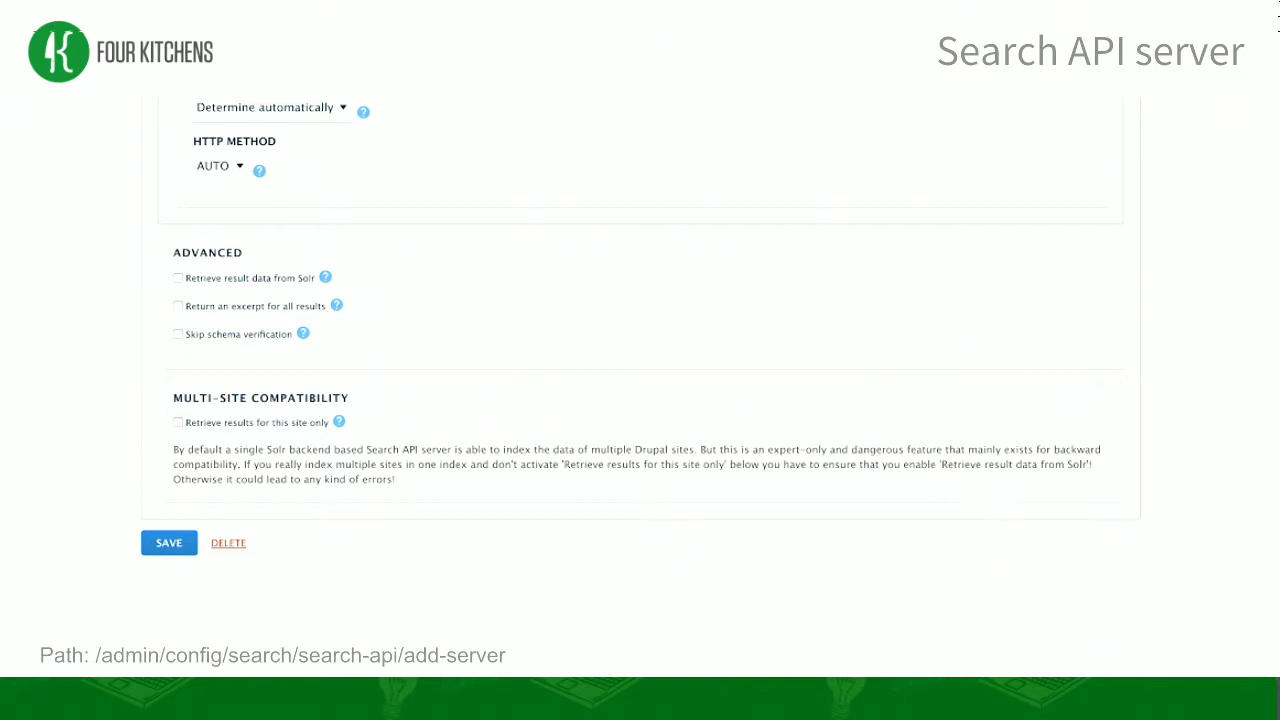 FOUR KITCHENS
Search API server
Determine automatically
HTTP METHOD
AUTO
ADVANCED
Retrieve result data from Solr
Return an excerpt for all results
Skip schema verification
MULTI-SITE COMPATIBILITY
Retrieve results for this site only
By default a single Solr backend based Search API server is able to index the data of multiple Drupal sites. But this is an expert-only and dangerous feature that mainly exists for backward
compatibility. If you really index multiple sites in one index and don't activate 'Retrieve results for this site only' below you have to ensure that you enable 'Retrieve result data from Solr'!
Otherwise it could lead to any kind of errors!
SAVE DELETE
Path: /admin/config/search/search-api/add-server